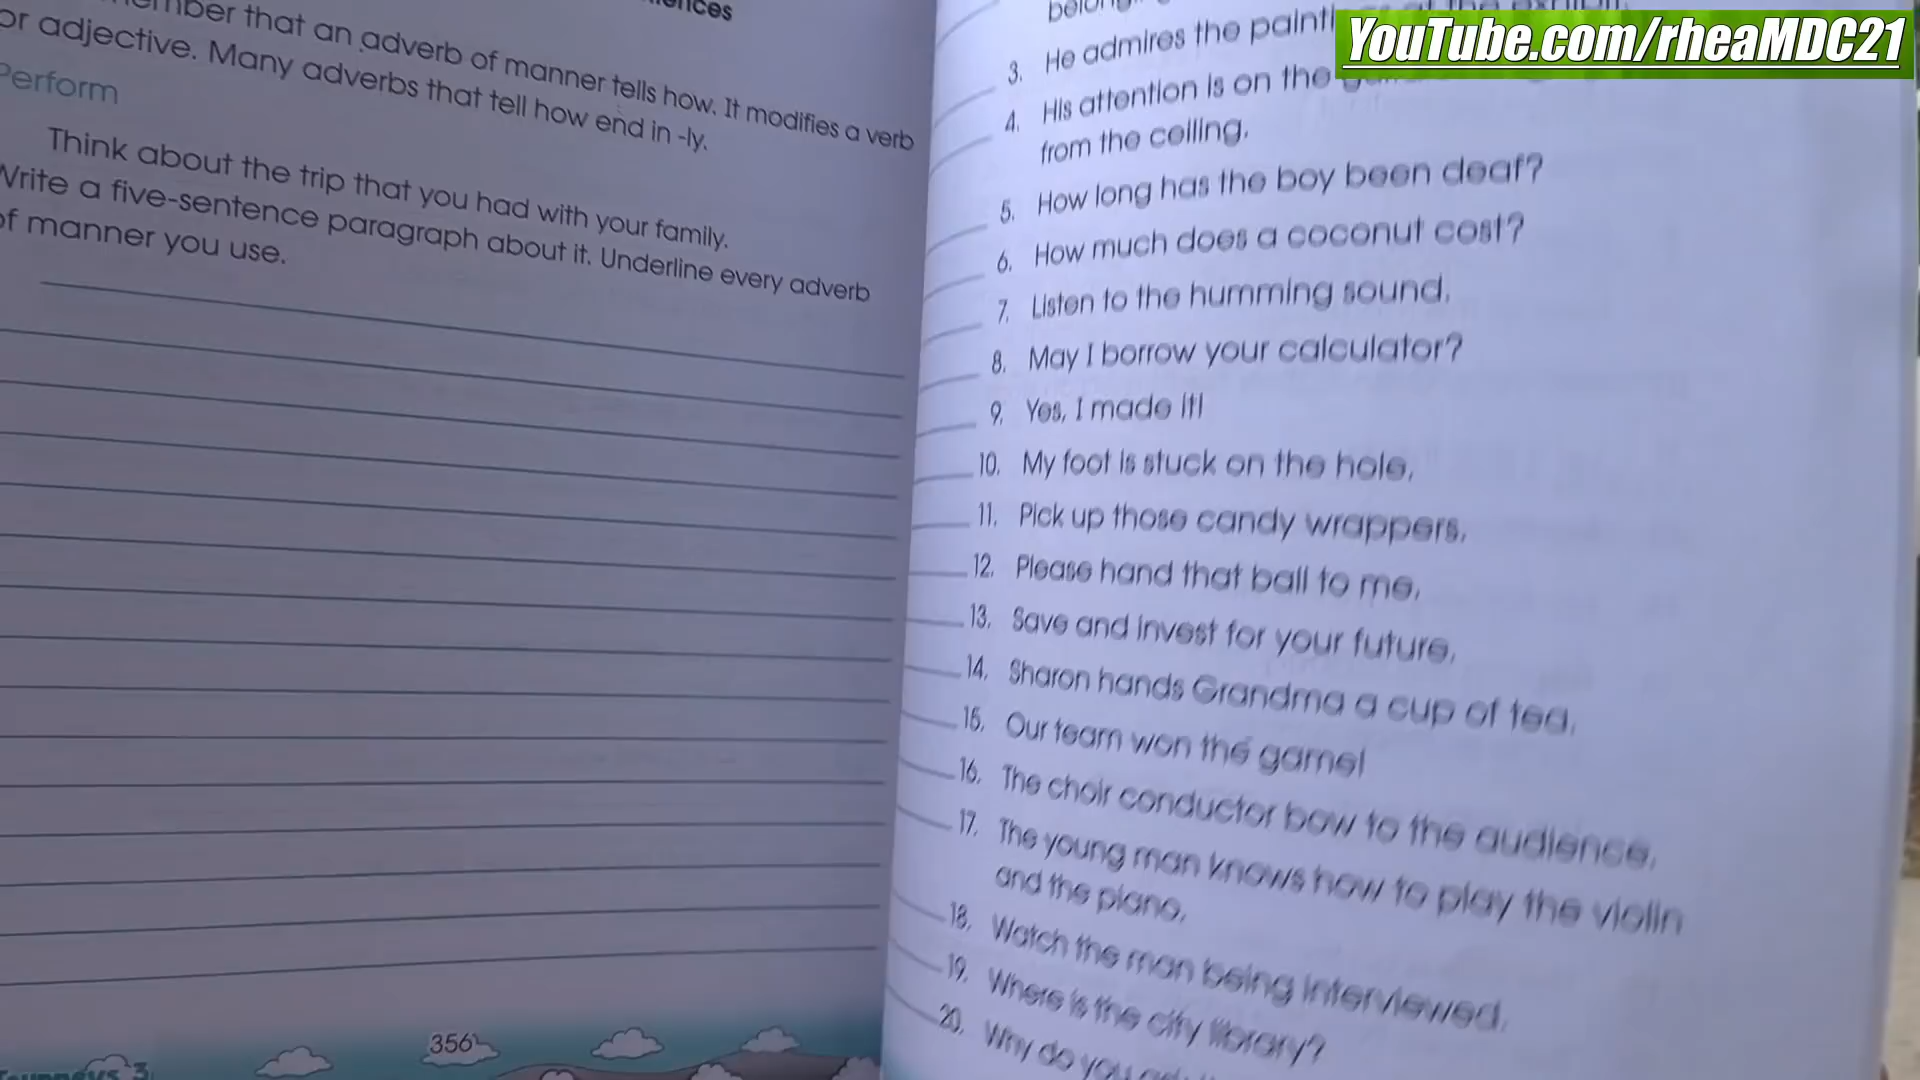 ences
ember that an adverb of manner tells how. It modifies a verb
or adjective. Many adverbs that tell how end in -ly.
Perform
Think about the trip that you had with your family.
Write a five-sentence paragraph about it. Underline every adverb
of manner you use.
356
3
3. He admires the
4. His attention is on the
from the ceiling.
5. How long has the boy been deaf?
6. How much does a coconut cost?
7. Listen to the humming sound.
8. May I borrow your calculator?
9. Yes, I made it!
10. My foot is stuck on the hole.
11. Pick up those candy wrappers.
12. Please hand that ball to me.
13. Save and invest for your future.
14. Sharon hands Grandma a cup of tea.
15. Our team won the game!
16. The choir conductor bow to the audience.
17. The young man knows how to play the violin
and the piano.
18. Watch the man being interviewed.
19. Where is the city library?
20. Why do you
YouTube.com/rheaMDC21